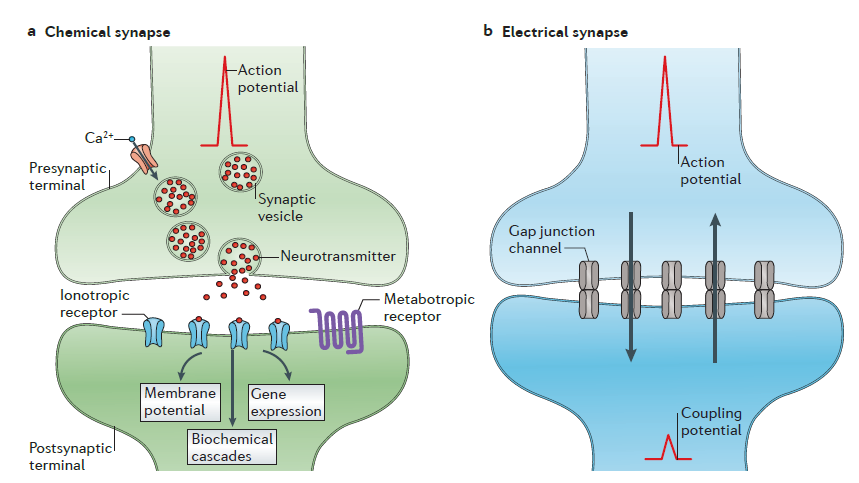 a Chemical synapse
Action
potential
Ca²⁺
Presynaptic
terminal
Synaptic
vesicle
Neurotransmitter
Ionotropic
receptor
Metabotropic
receptor
Membrane
potential
Gene
expression
Biochemical
cascades
Postsynaptic
terminal
b Electrical synapse
Action
potential
Gap junction
channel
Coupling
potential